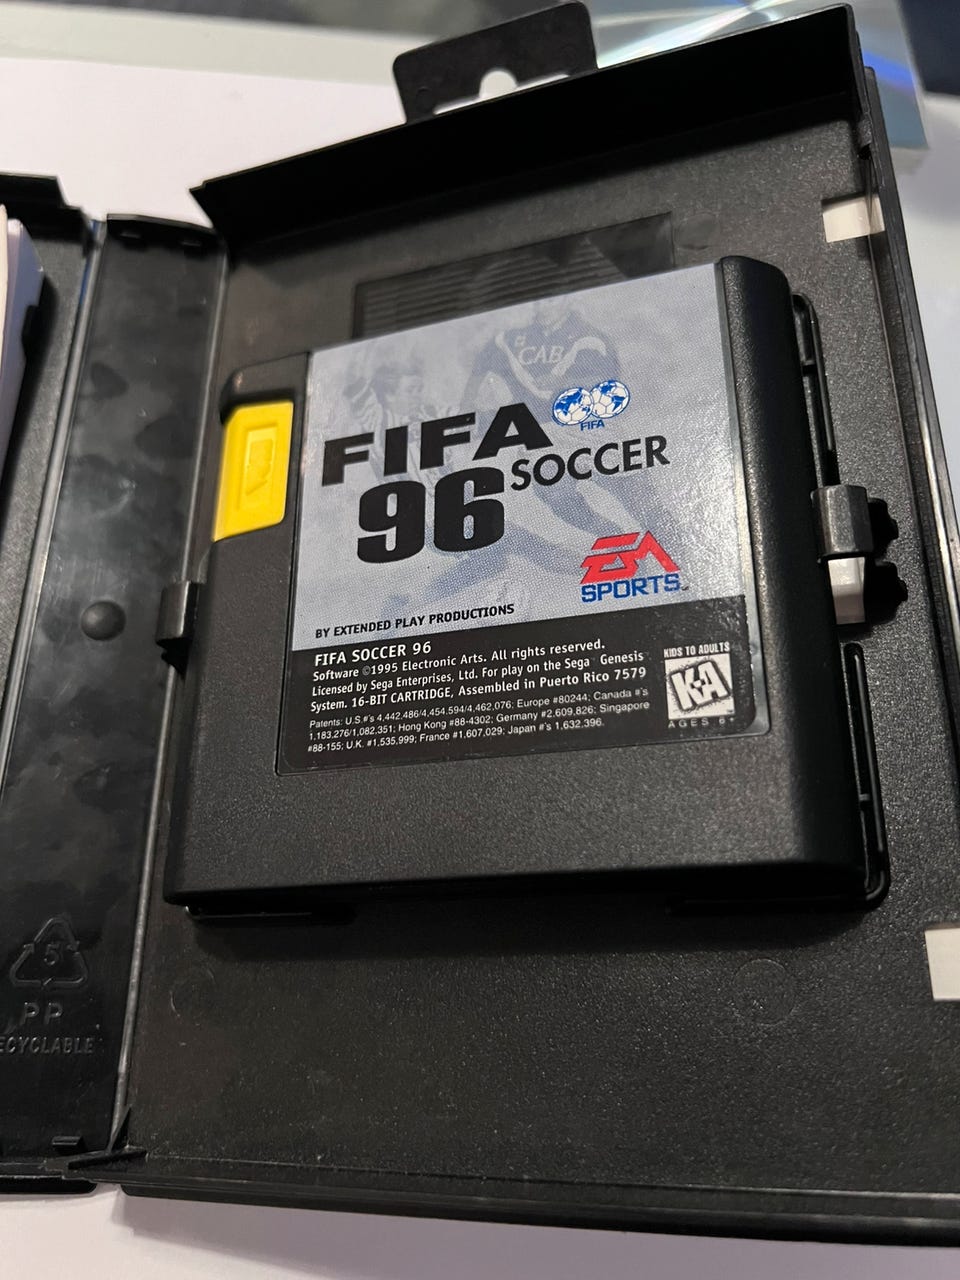 CAB
FIFA
FIFA
96 SOCCER
EA
SPORTS™
BY EXTENDED PLAY PRODUCTIONS
FIFA SOCCER 96
Software ©1995 Electronic Arts. All rights reserved.
Licensed by Sega Enterprises, Ltd. For play on the Sega™ Genesis™
System. 16-BIT CARTRIDGE, Assembled in Puerto Rico 7579
Patents: U.S.#'s 4,442,486/4,454,594/4,462,076; Europe #80244; Canada #'s
1,183,276/1,082,351; Hong Kong #88-4302; Germany #2,609,826; Singapore
#88-155; U.K. #1,535,999; France #1,607,029; Japan #'s 1,632,396.
KIDS TO ADULTS
K-A
AGES 6+
5
PP
ECYCLABLE